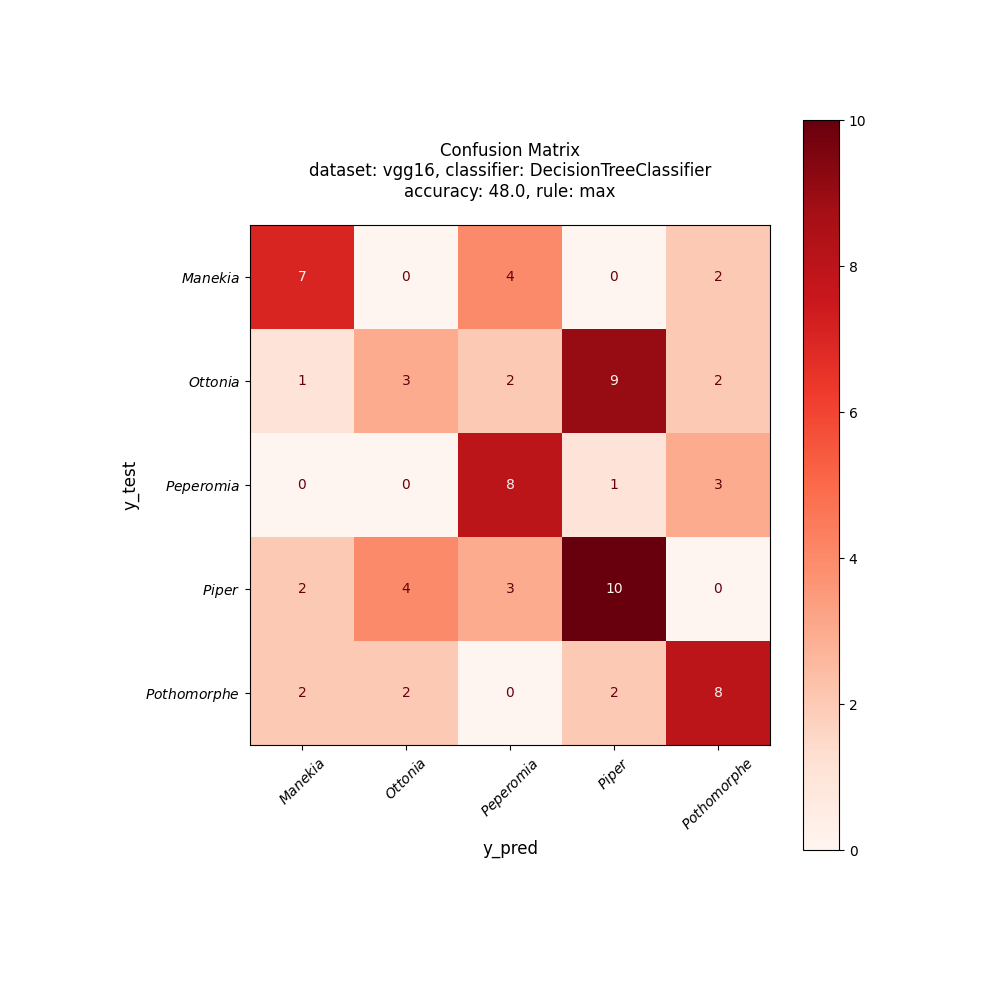 Confusion Matrix
dataset: vgg16, classifier: DecisionTreeClassifier
accuracy: 48.0, rule: max
10
8
6
4
2
0
y_test
Manekia 7 0 4 0 2
Ottonia 1 3 2 9 2
Peperomia 0 0 8 1 3
Piper 2 4 3 10 0
Pothomorphe 2 2 0 2 8
Manekia Ottonia Peperomia Piper Pothomorphe
y_pred